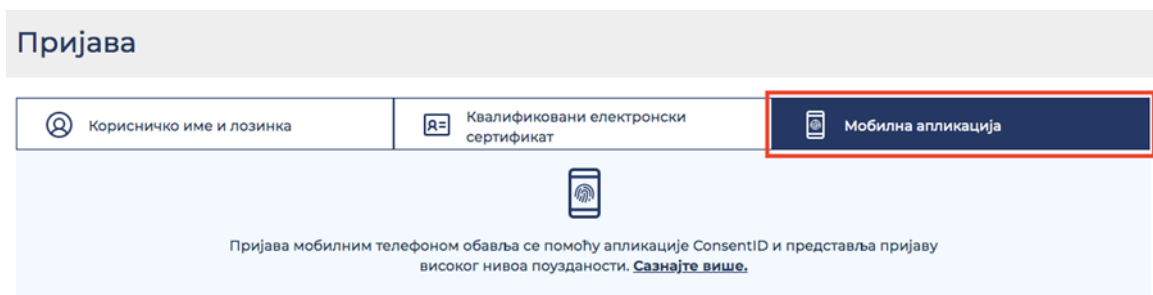 Пријава
Корисничко име и лозинка
Квалификовани електронски
сертификат
Мобилна апликација
Пријава мобилним телефоном обавља се помоћу апликације ConsentID и представља пријаву
високог нивоа поузданости. Сазнајте више.